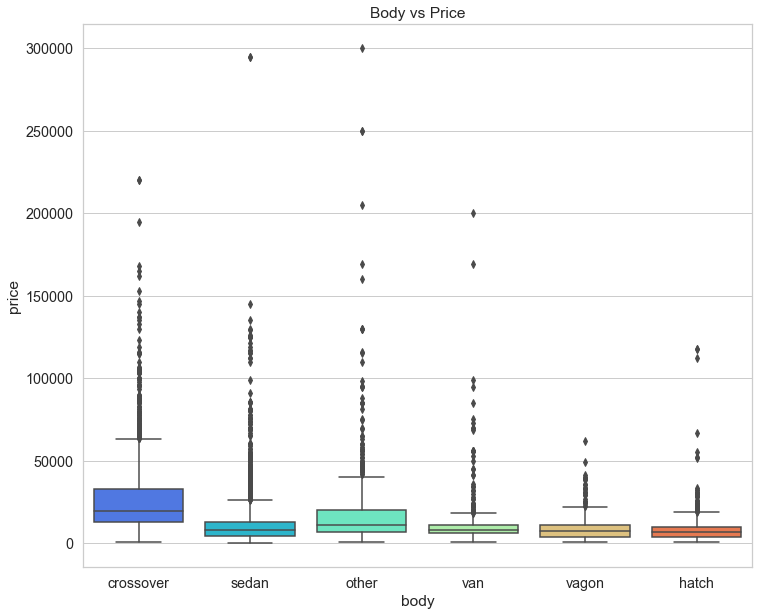 Body vs Price
300000
250000
200000
150000
100000
50000
0
price
crossover sedan other van vagon hatch
body